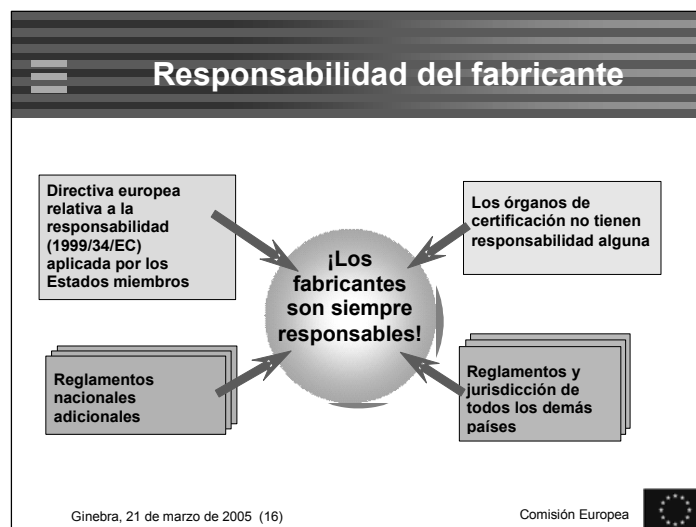 Responsabilidad del fabricante
Directiva europea
relativa a la
responsabilidad
(1999/34/EC)
aplicada por los
Estados miembros
Los órganos de
certificación no tienen
responsabilidad alguna
¡Los
fabricantes
son siempre
responsables!
Reglamentos
nacionales
adicionales
Reglamentos y
jurisdicción de
todos los demás
países
Ginebra, 21 de marzo de 2005 (16)
Comisión Europea